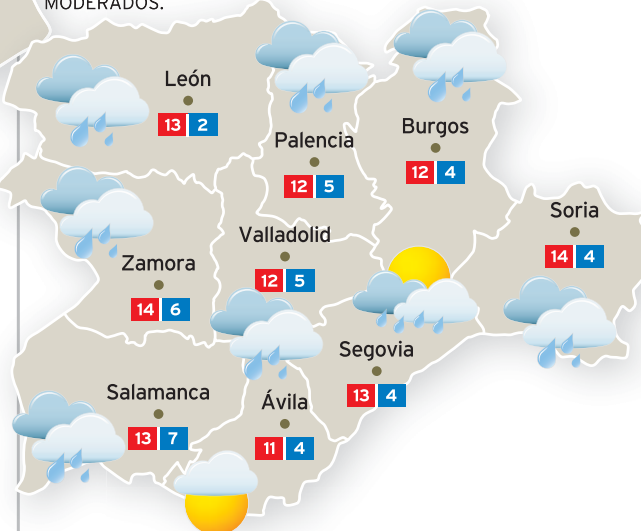 MODERADOS.
León
13 2
Palencia
12 5
Burgos
12 4
Soria
14 4
Valladolid
12 5
Zamora
14 6
Segovia
13 4
Salamanca
13 7
Ávila
11 4